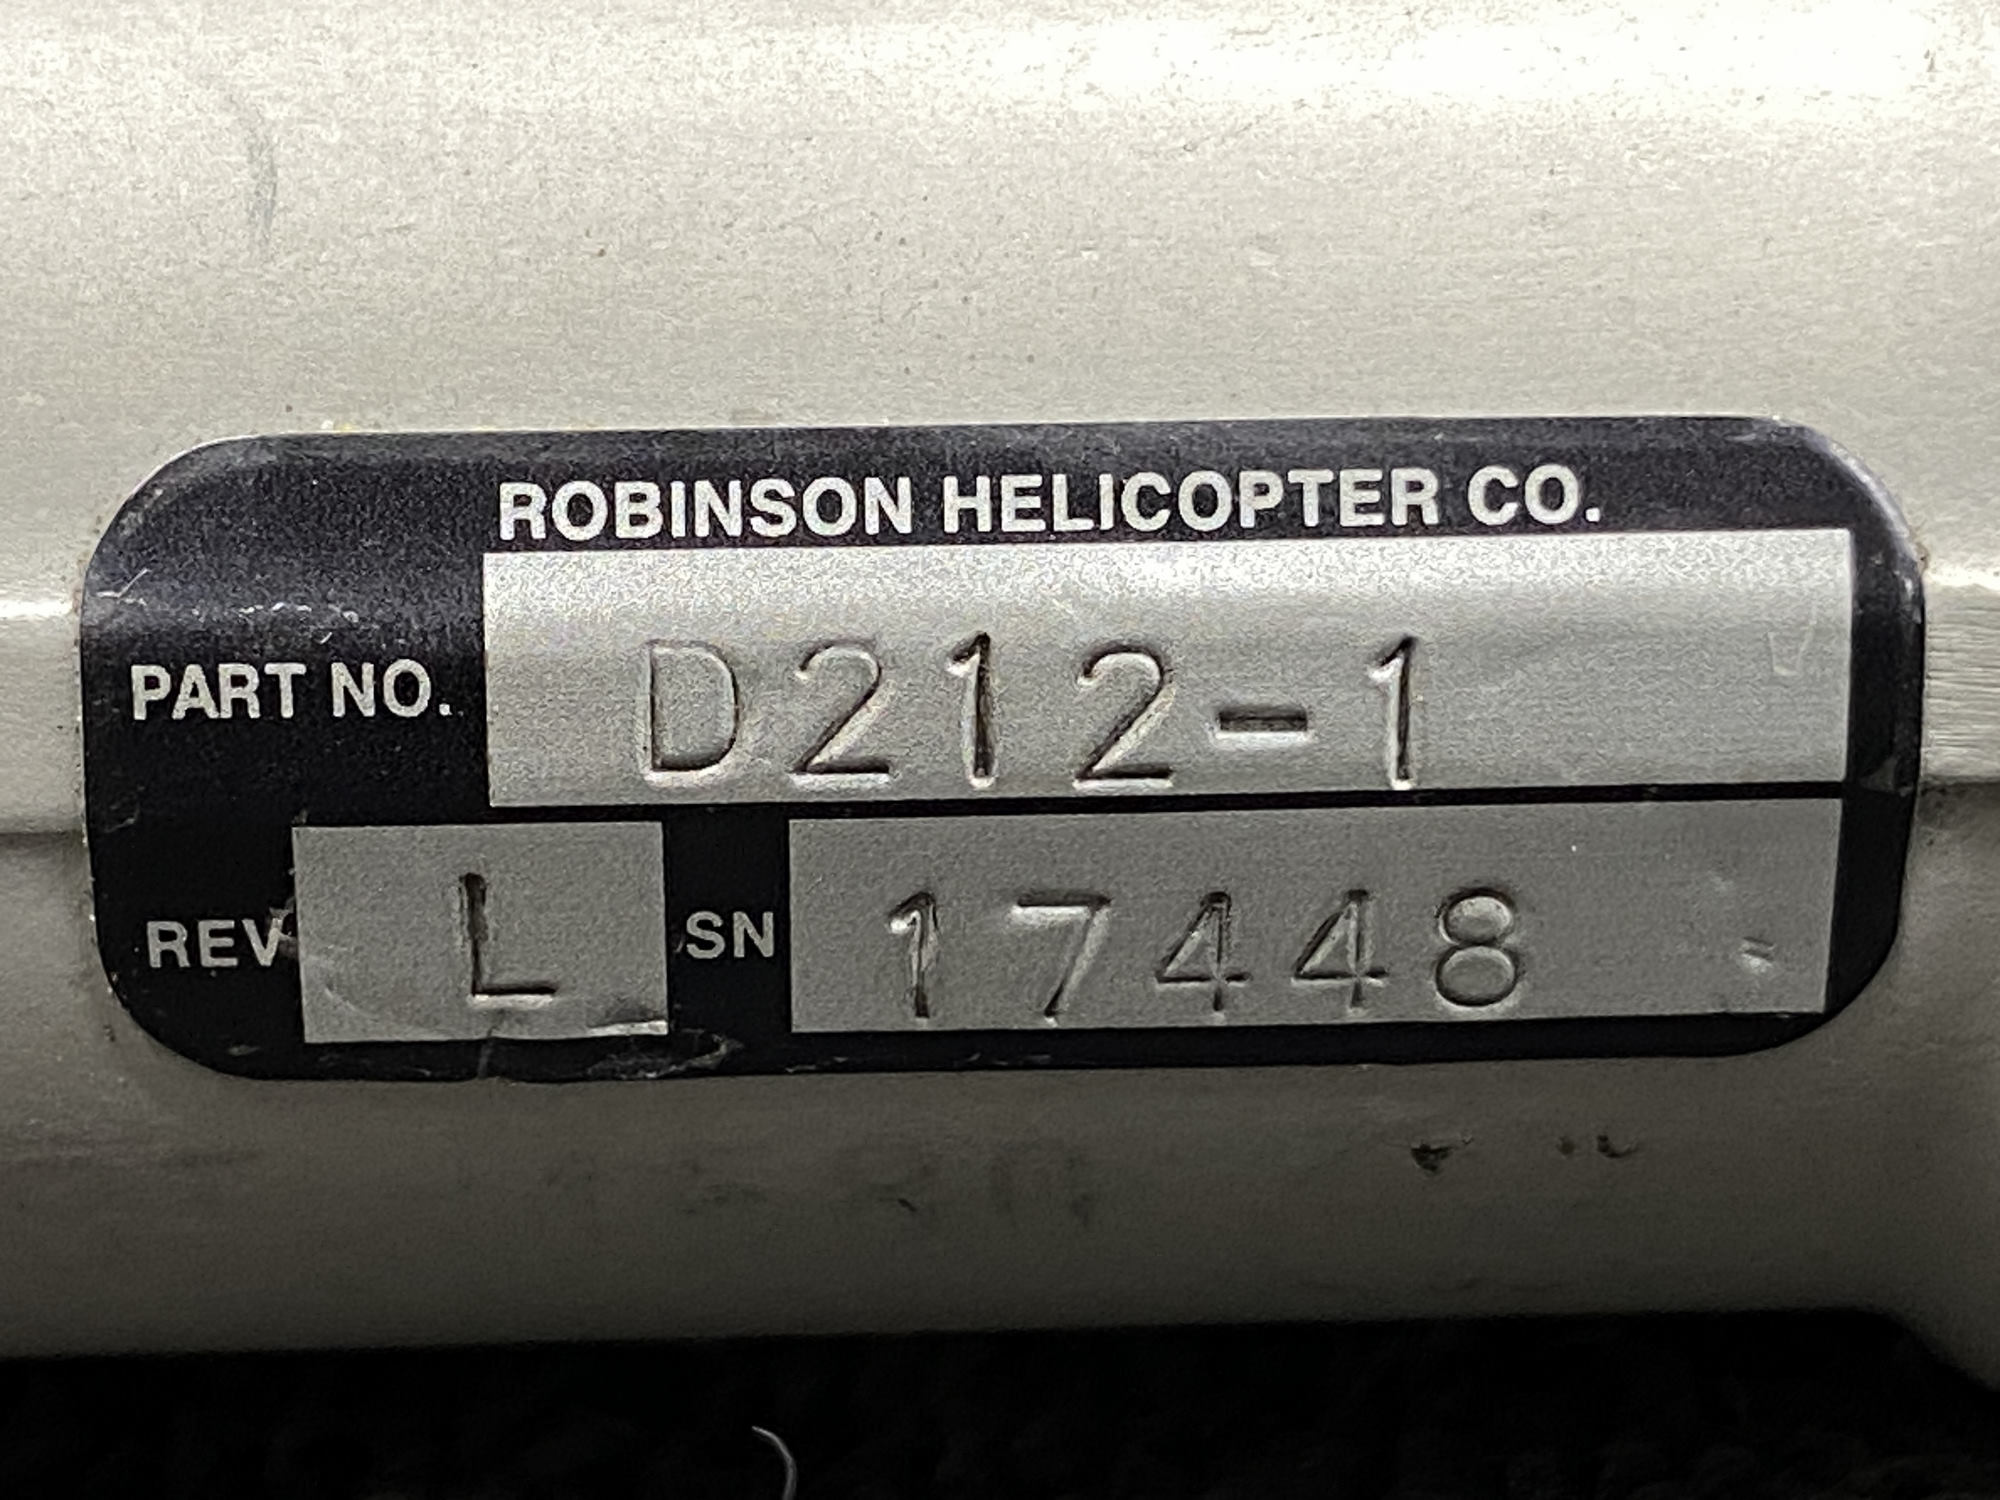 ROBINSON HELICOPTER CO.
PART NO. D212-1
REV L SN 17448